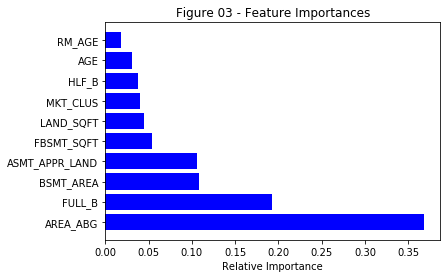 Figure 03 - Feature Importances
RM_AGE
AGE
HLF_B
MKT_CLUS
LAND_SQFT
FBSMT_SQFT
ASMT_APPR_LAND
BSMT_AREA
FULL_B
AREA_ABG
0.00 0.05 0.10 0.15 0.20 0.25 0.30 0.35
Relative Importance